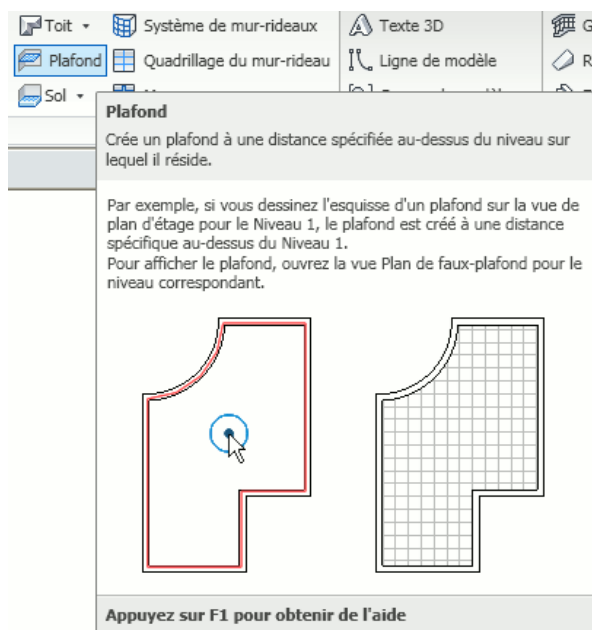 Toit Système de mur-rideaux Texte 3D G
Plafond Quadrillage du mur-rideau Ligne de modèle R
Sol
Plafond
Crée un plafond à une distance spécifiée au-dessus du niveau sur
lequel il réside.
Par exemple, si vous dessinez l'esquisse d'un plafond sur la vue de
plan d'étage pour le Niveau 1, le plafond est créé à une distance
spécifique au-dessus du Niveau 1.
Pour afficher le plafond, ouvrez la vue Plan de faux-plafond pour le
niveau correspondant.
Appuyez sur F1 pour obtenir de l'aide